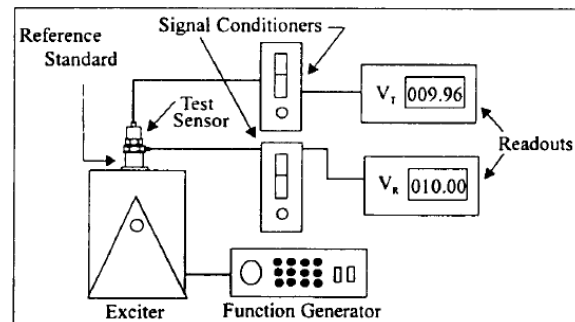 Reference
Standard
Signal Conditioners
Test
Sensor
V_T 009.96
Readouts
V_R 010.00
Exciter
Function Generator